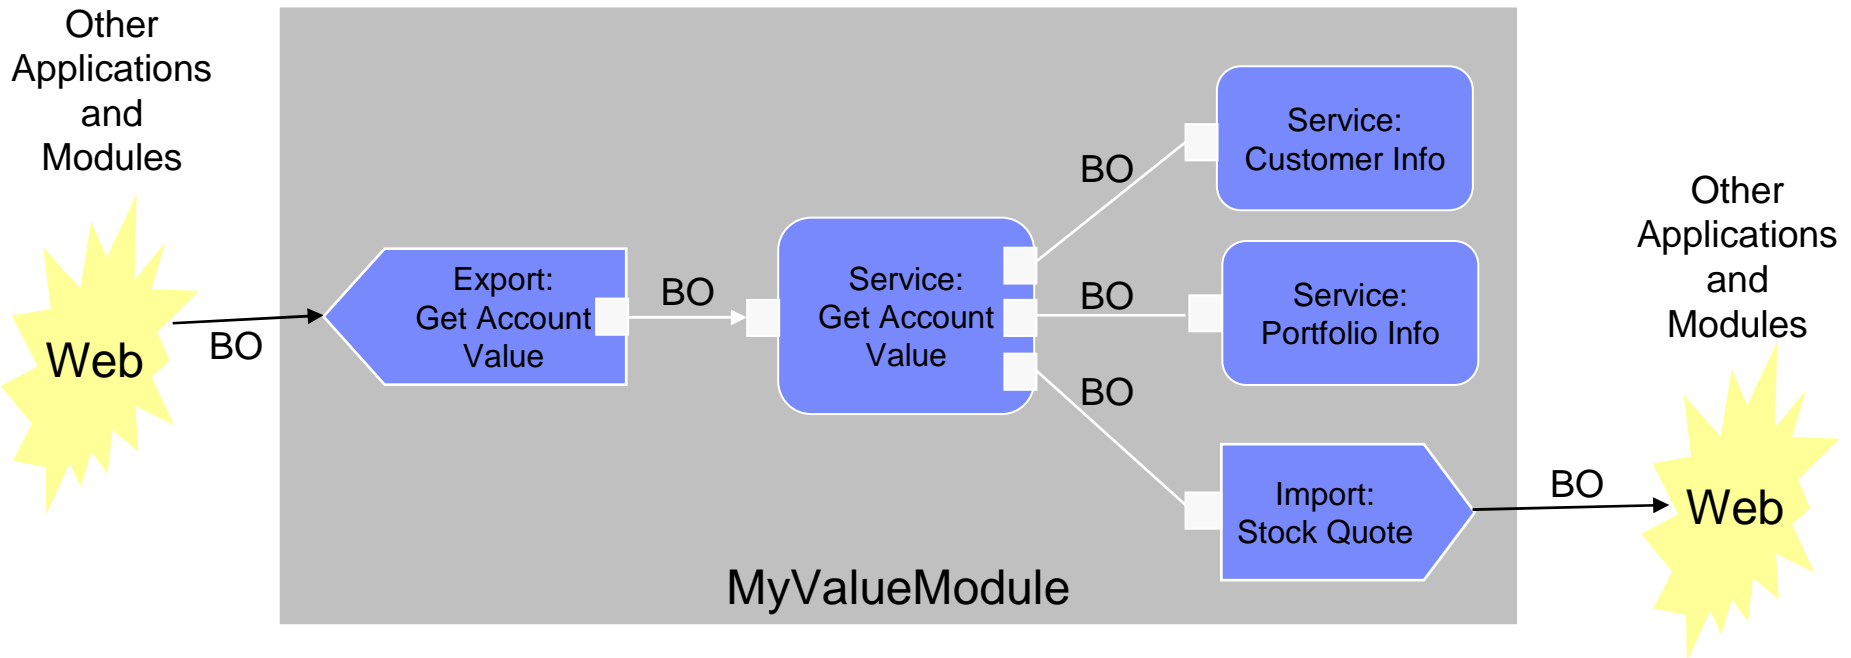 Other
Applications
and
Modules
Web
BO
Export:
Get Account
Value
BO
Service:
Get Account
Value
BO
BO
BO
Service:
Customer Info
Service:
Portfolio Info
Import:
Stock Quote
MyValueModule
BO
Other
Applications
and
Modules
Web